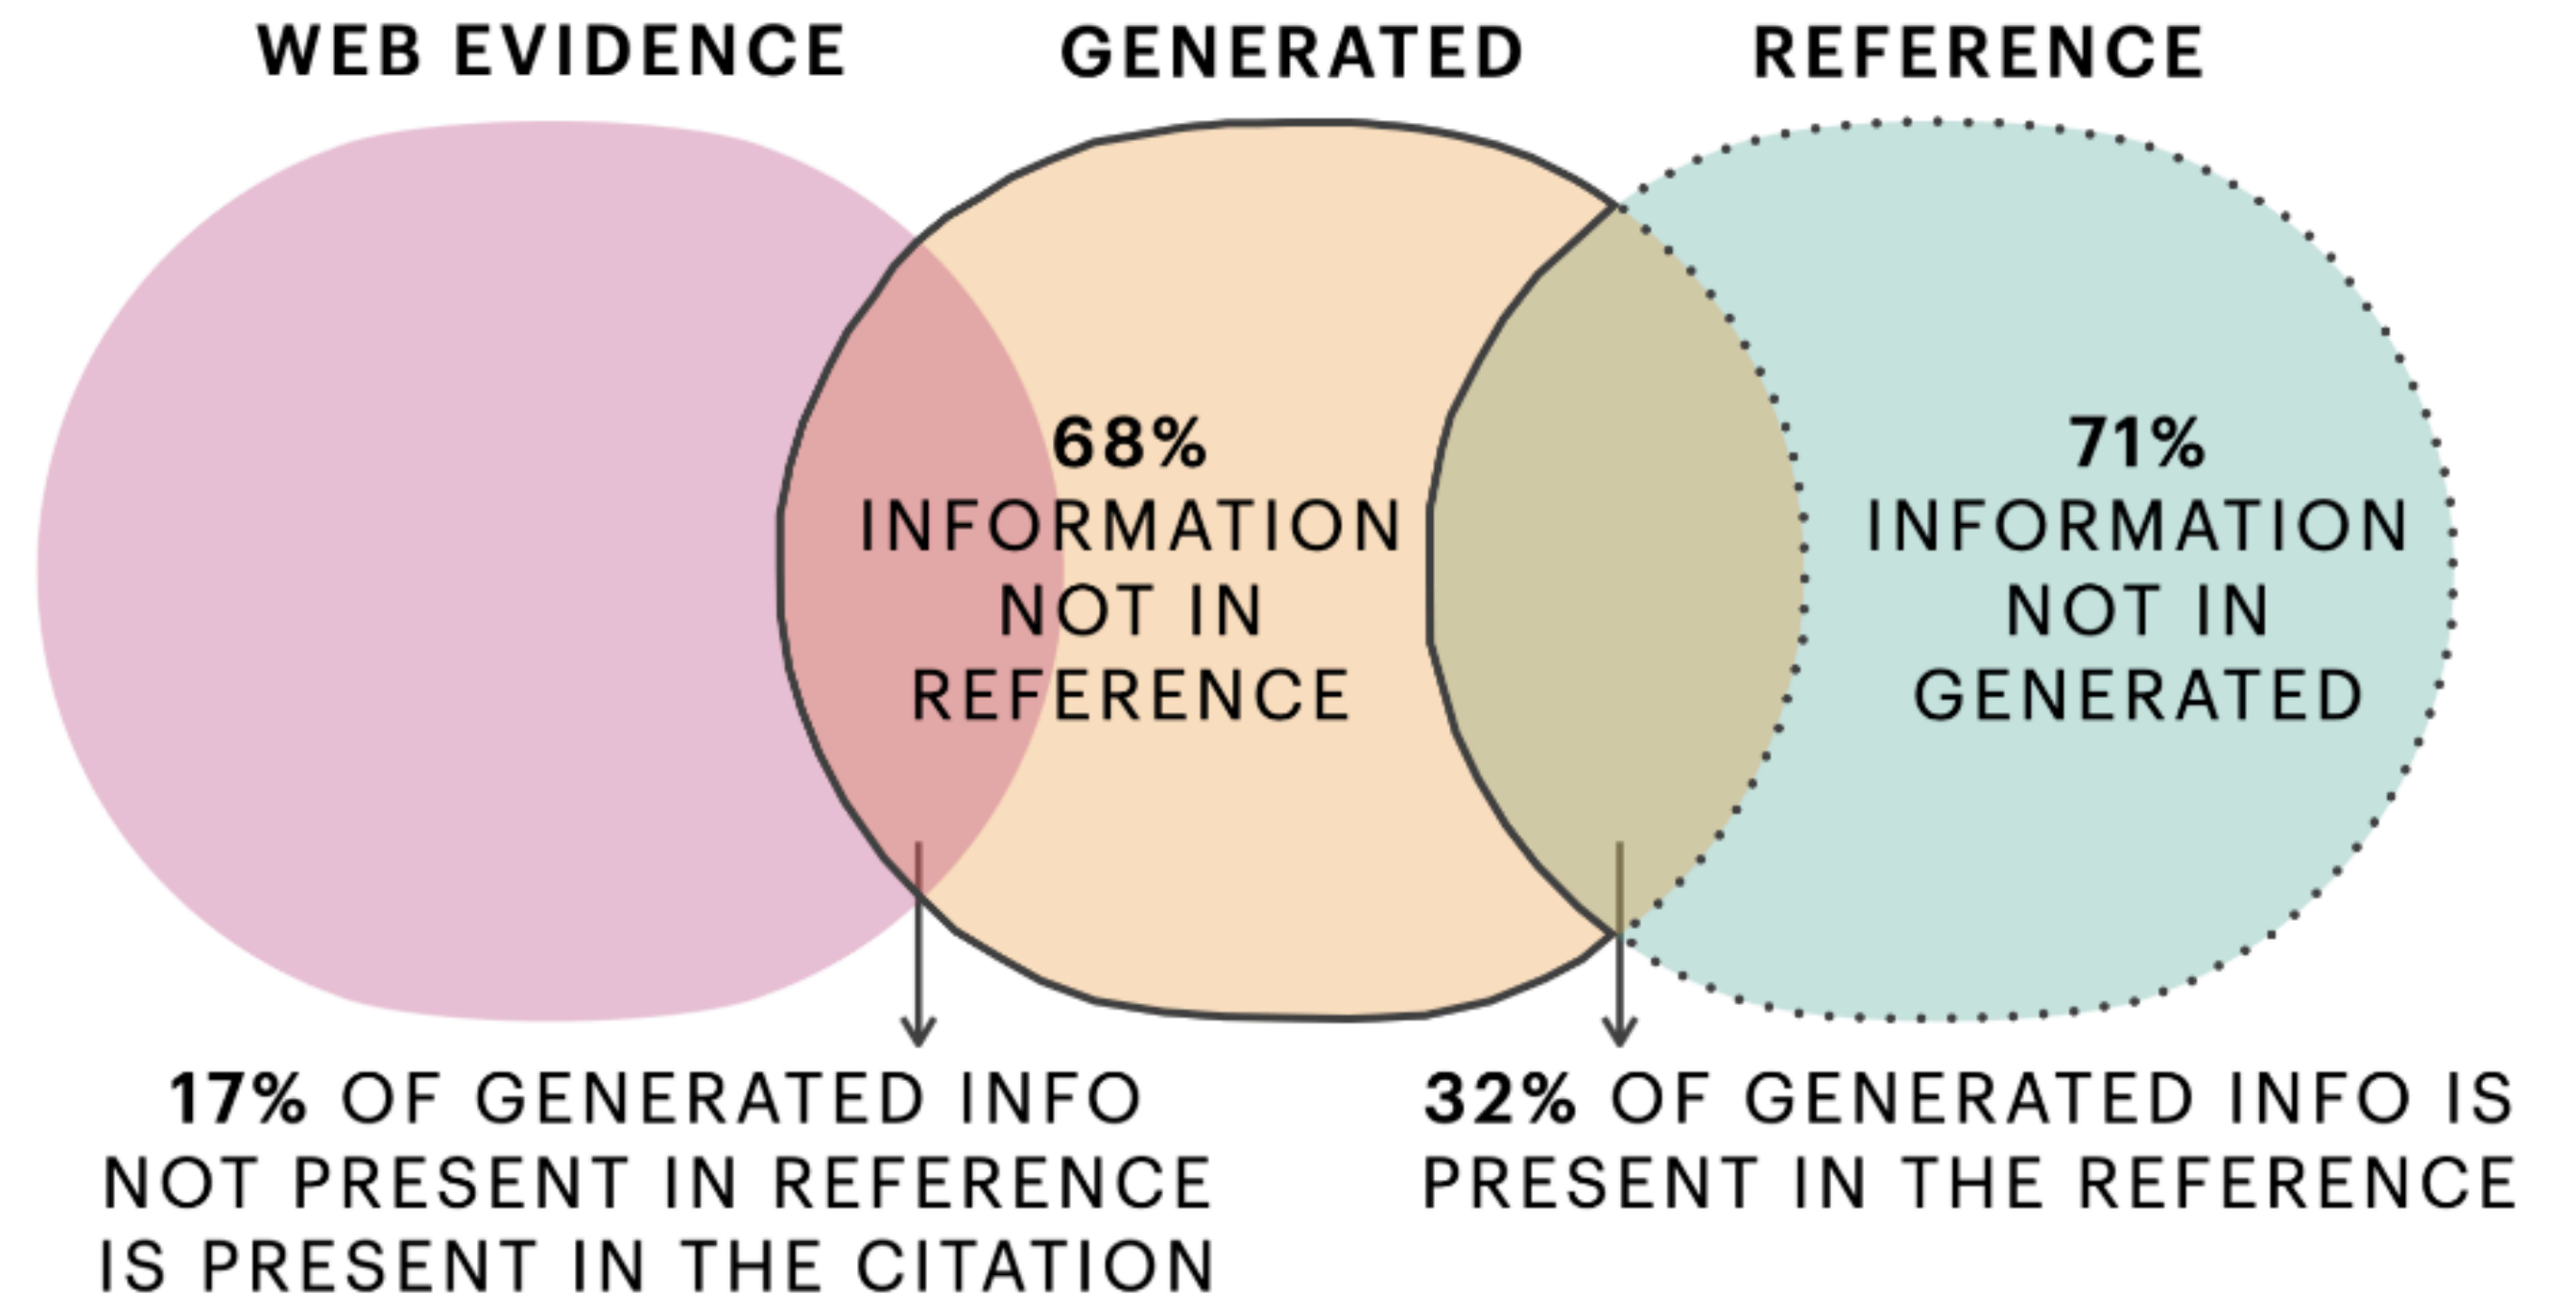 WEB EVIDENCE
GENERATED
REFERENCE
68%
INFORMATION
NOT IN
REFERENCE
71%
INFORMATION
NOT IN
GENERATED
17% OF GENERATED INFO
NOT PRESENT IN REFERENCE
IS PRESENT IN THE CITATION
32% OF GENERATED INFO IS
PRESENT IN THE REFERENCE